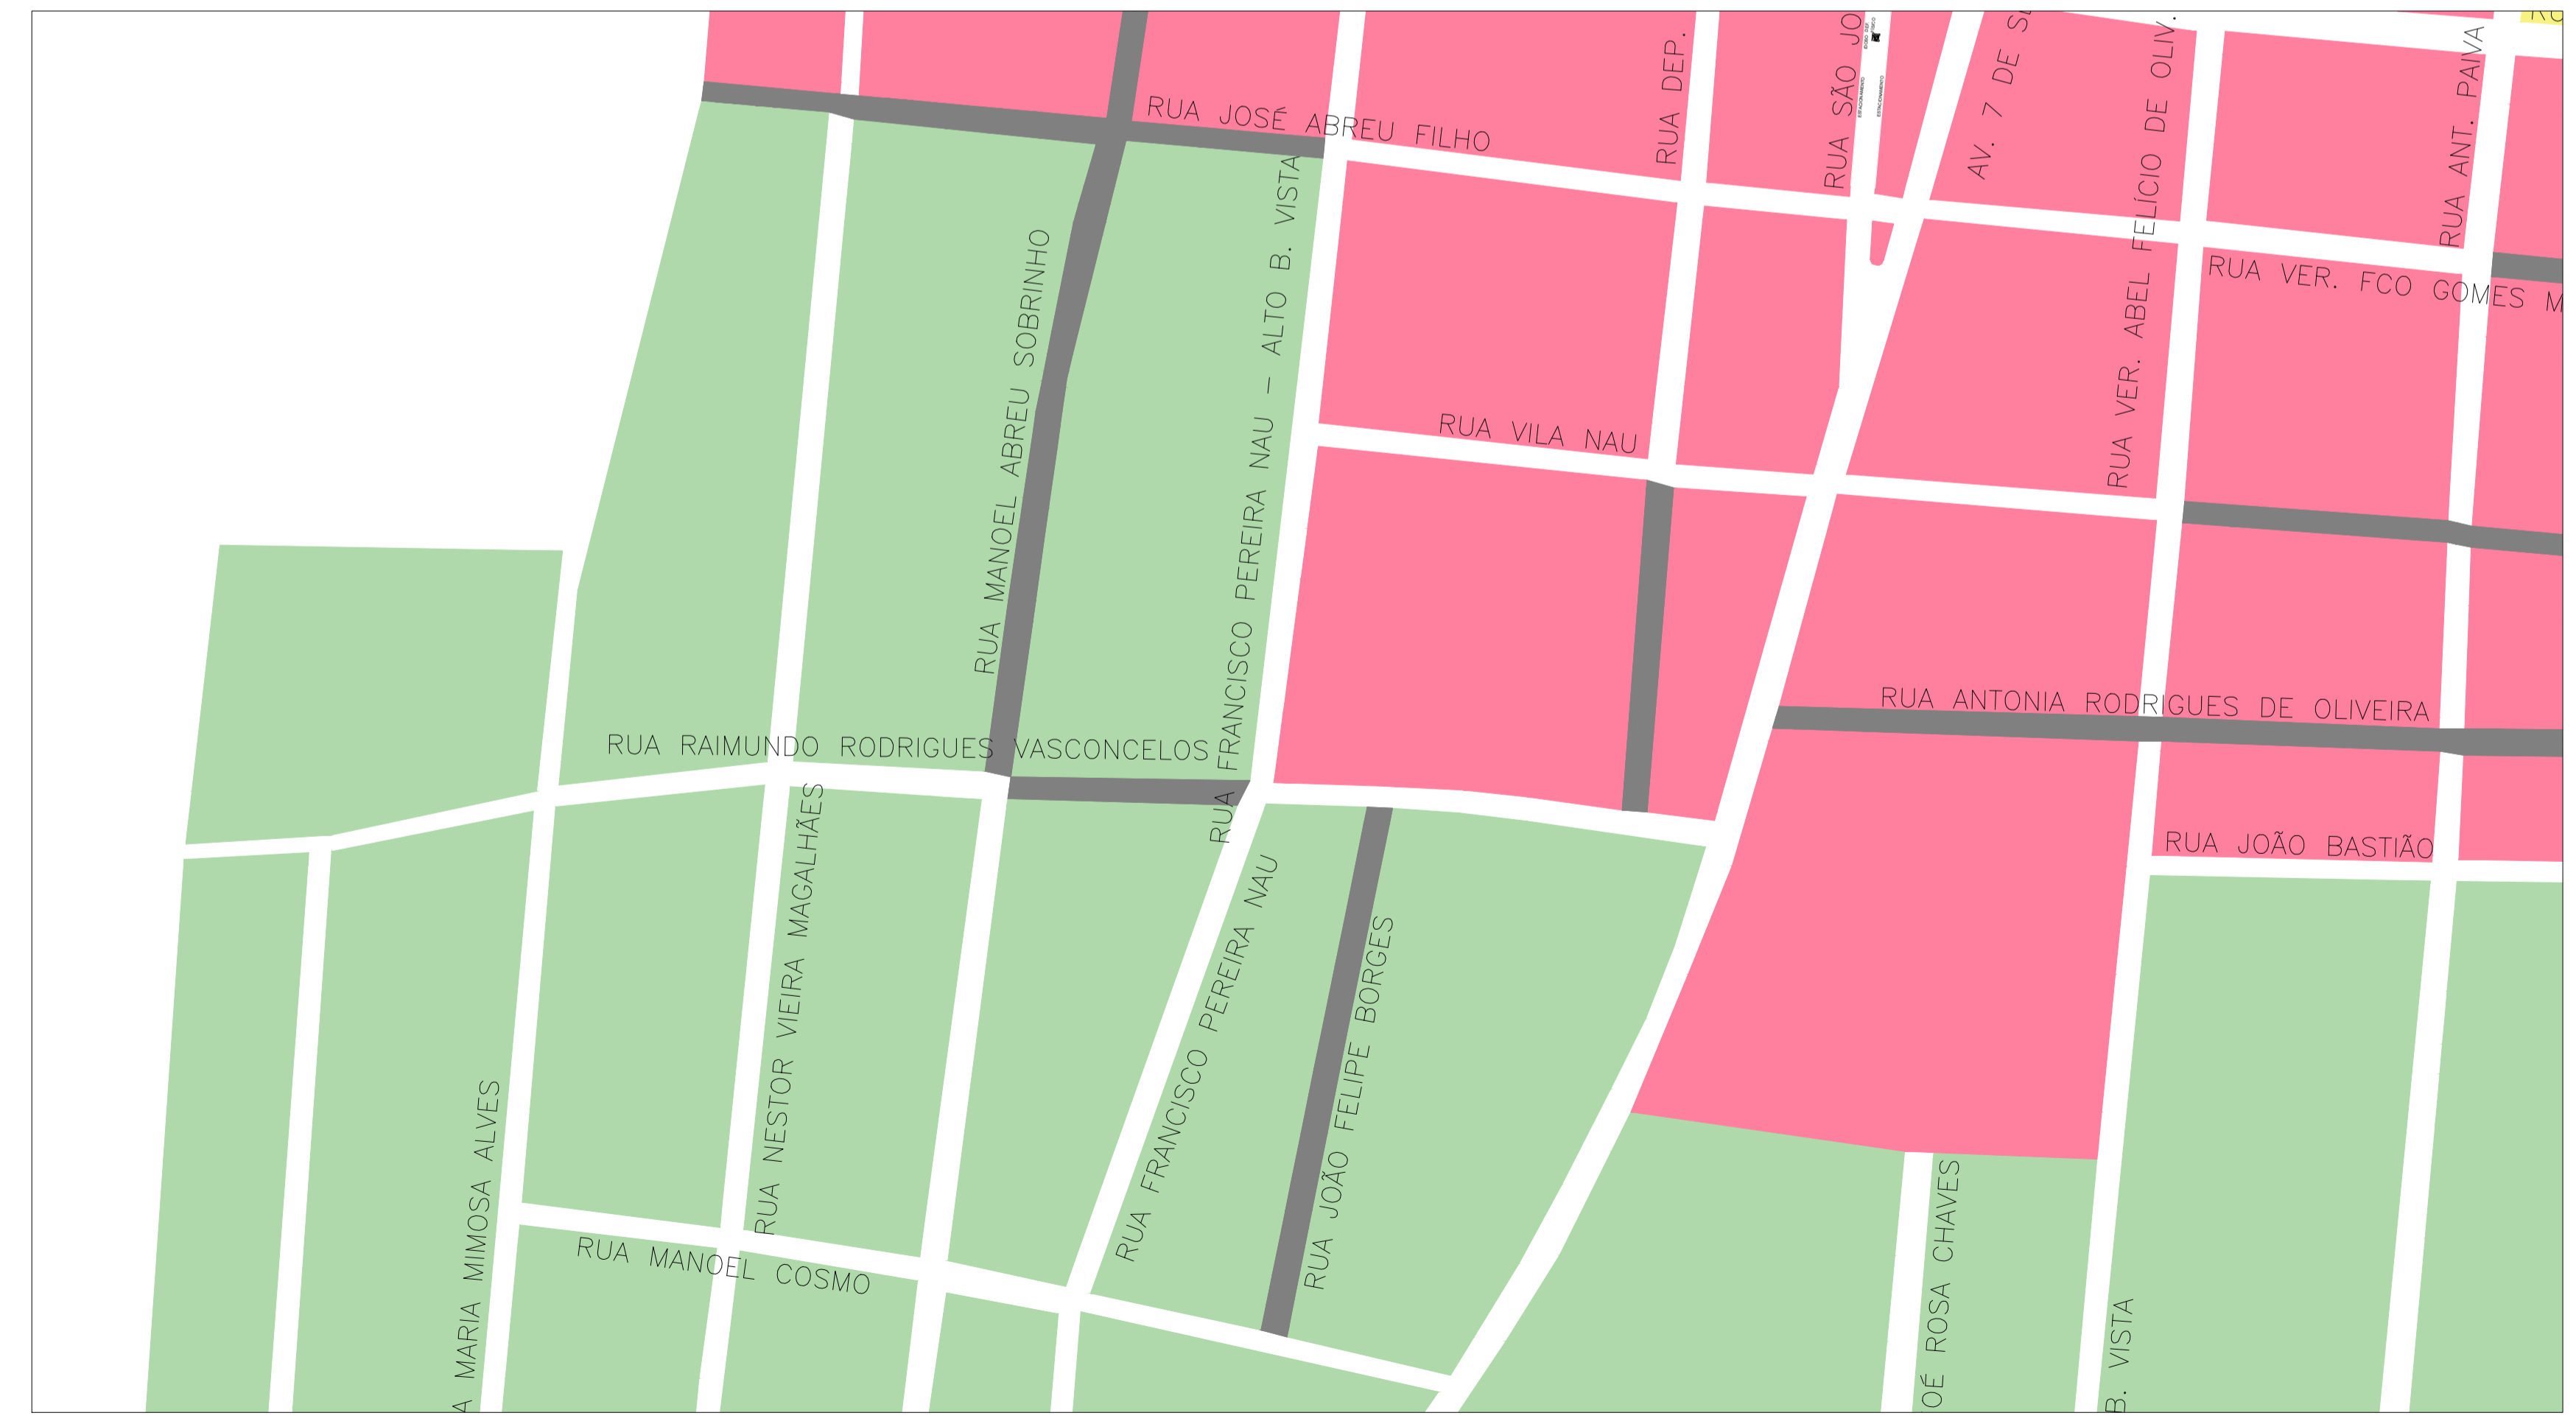 RUA JOSÉ ABREU FILHO
RUA DEP.
RUA SÃO JO
ESTACIONAMENTO
ESTACIONAMENTO
AV. 7 DE
RUA VER. ABEL FELÍCIO DE OLIV.
RUA ANT. PAIVA
RUA VER. FCO GOMES M
RUA MANOEL ABREU SOBRINHO
RUA FRANCISCO PEREIRA NAU - ALTO B. VISTA
RUA VILA NAU
RUA RAIMUNDO RODRIGUES VASCONCELOS
RUA ANTONIA RODRIGUES DE OLIVEIRA
RUA JOÃO BASTIÃO
RUA NESTOR VIEIRA MAGALHÃES
RUA FRANCISCO PEREIRA NAU
RUA JOÃO FELIPE BORGES
A MARIA MIMOSA ALVES
RUA MANOEL COSMO
OÉ ROSA CHAVES
B. VISTA